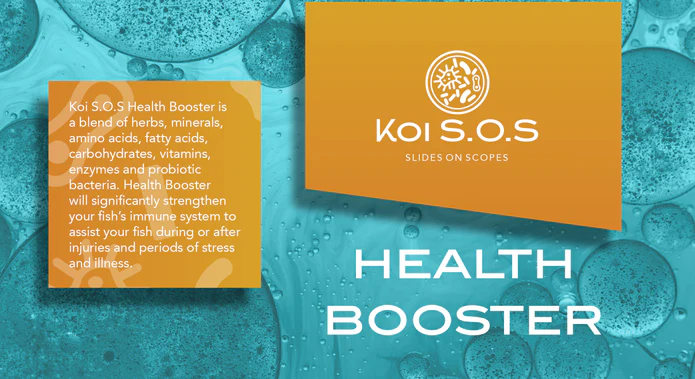 Koi S.O.S Health Booster is
a blend of herbs, minerals,
amino acids, fatty acids,
carbohydrates, vitamins,
enzymes and probiotic
bacteria. Health Booster
will significantly strengthen
your fish's immune system to
assist your fish during or after
injuries and periods of stress
and illness.
Koi S.O.S
SLIDES ON SCOPES
HEALTH
BOOSTER